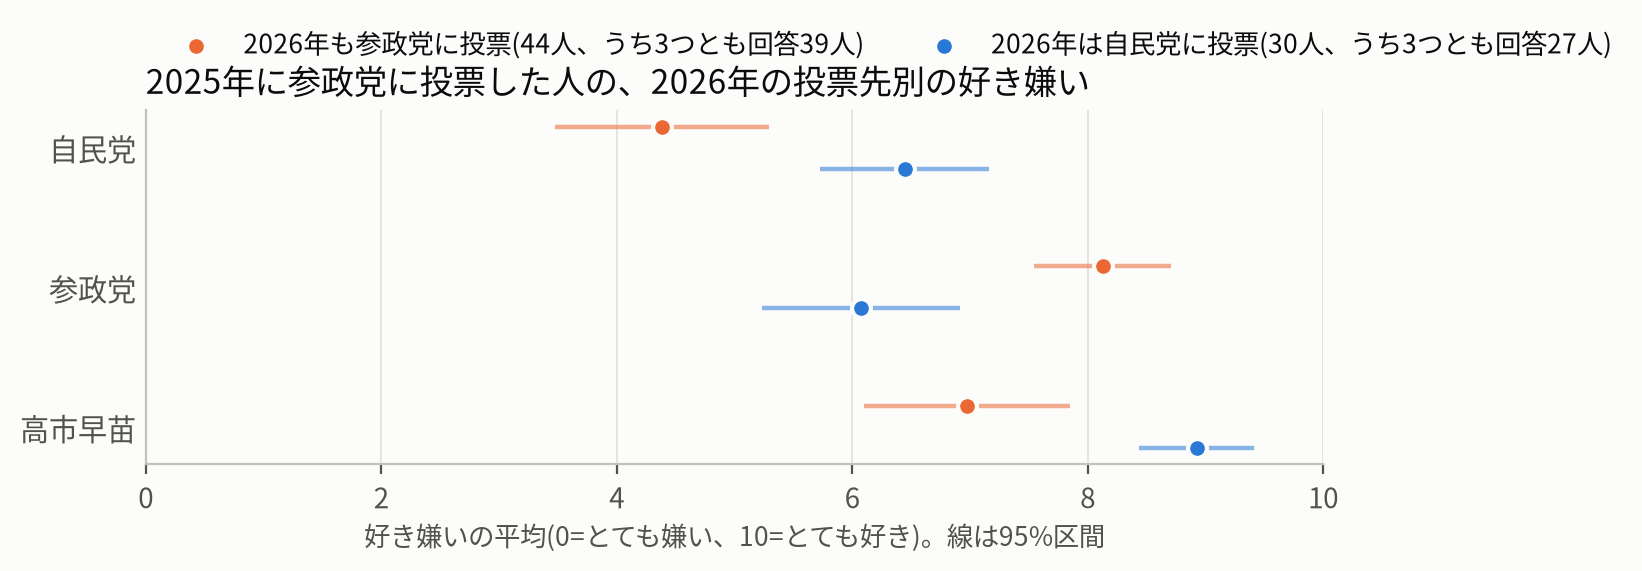 2026年も参政党に投票(44人、うち3つとも回答39人)
2026年は自民党に投票(30人、うち3つとも回答27人)
2025年に参政党に投票した人の、2026年の投票先別の好き嫌い
自民党
参政党
高市早苗
0 2 4 6 8 10
好き嫌いの平均(0=とても嫌い、10=とても好き)。線は95%区間